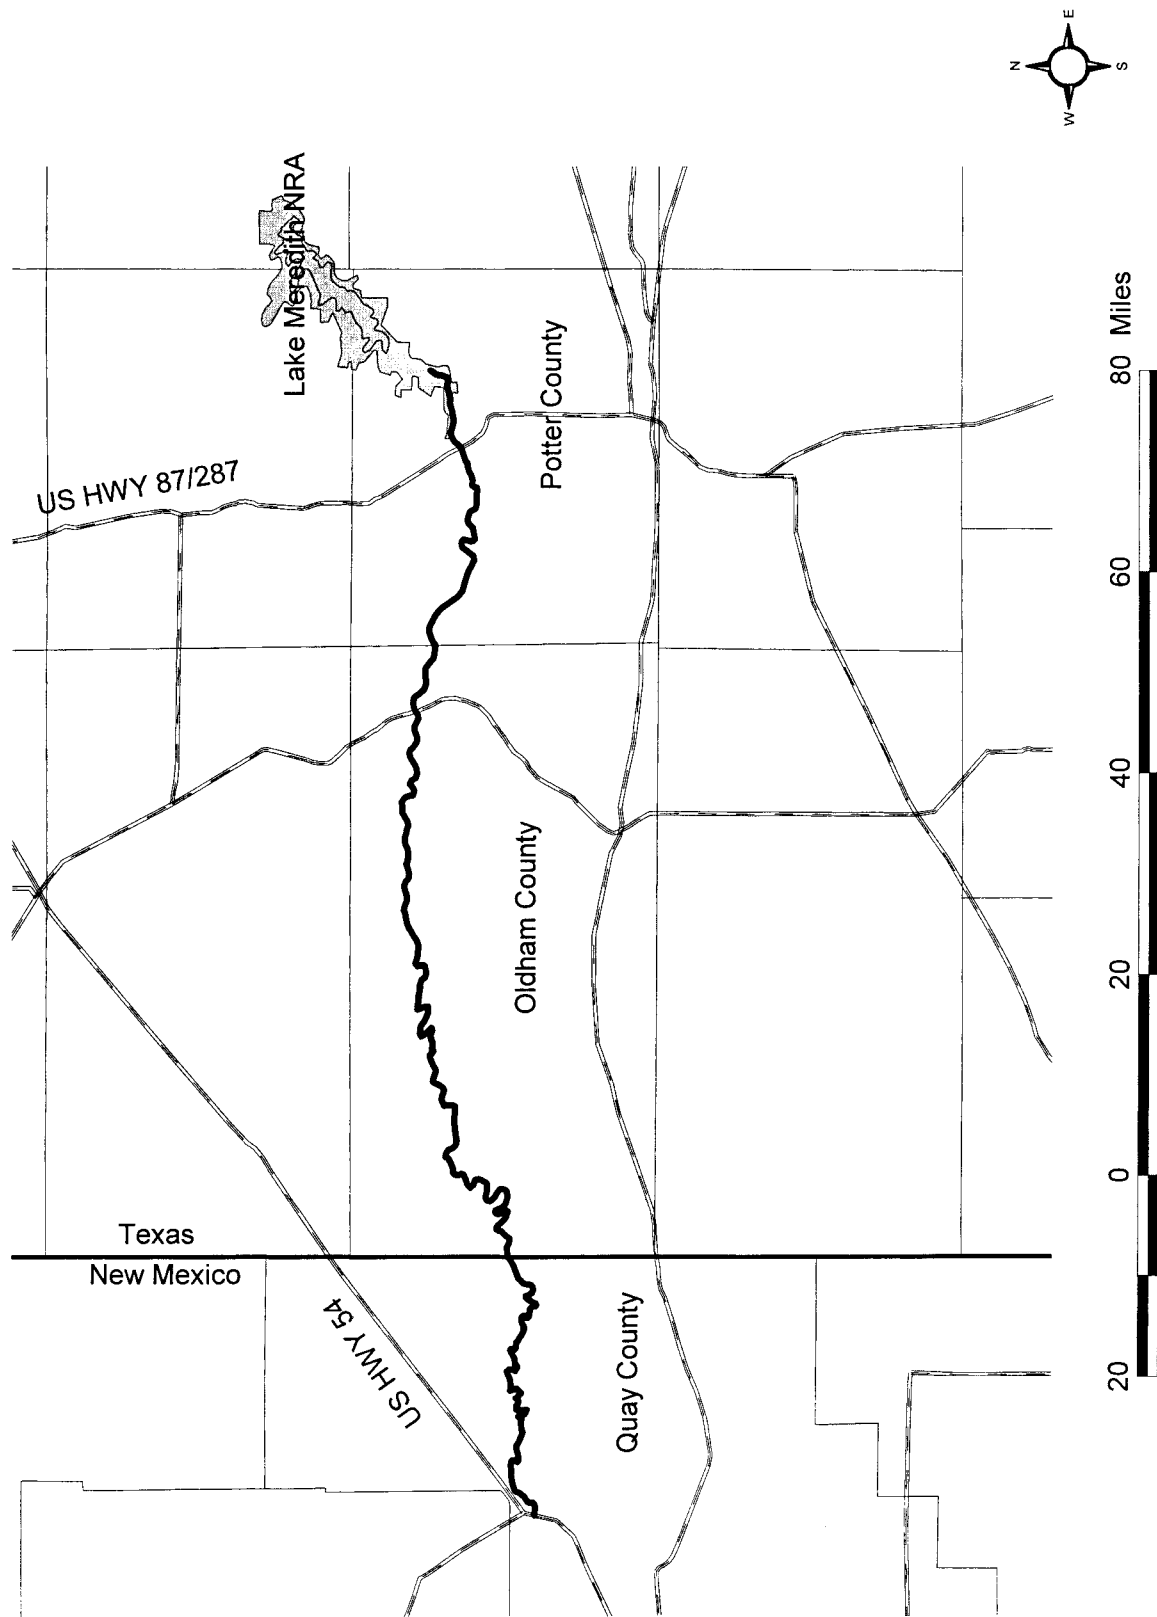 N
W
E
S
Lake Meredith NRA
US HWY 87/287
Potter County
Oldham County
Texas
New Mexico
US HWY 54
Quay County
20 0 20 40 60 80 Miles